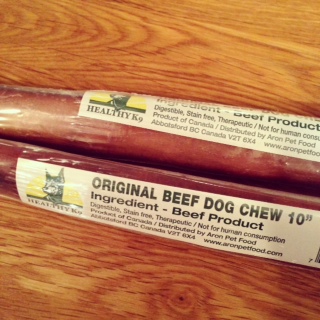 Ingredient - Beef Product
Digestible, Stain free, Therapeutic / Not for human consumption
Product of Canada / Distributed by Aron Pet Food
Abbotsford BC Canada V2T 6X4
www.aronpetfood.com
HEALTHY K9
ORIGINAL BEEF DOG CHEW 10"
Ingredient - Beef Product
Digestible, Stain free, Therapeutic / Not for human consumption
Product of Canada / Distributed by Aron Pet Food
Abbotsford BC Canada V2T 6X4
www.aronpetfood.com
HEALTHY K9
7